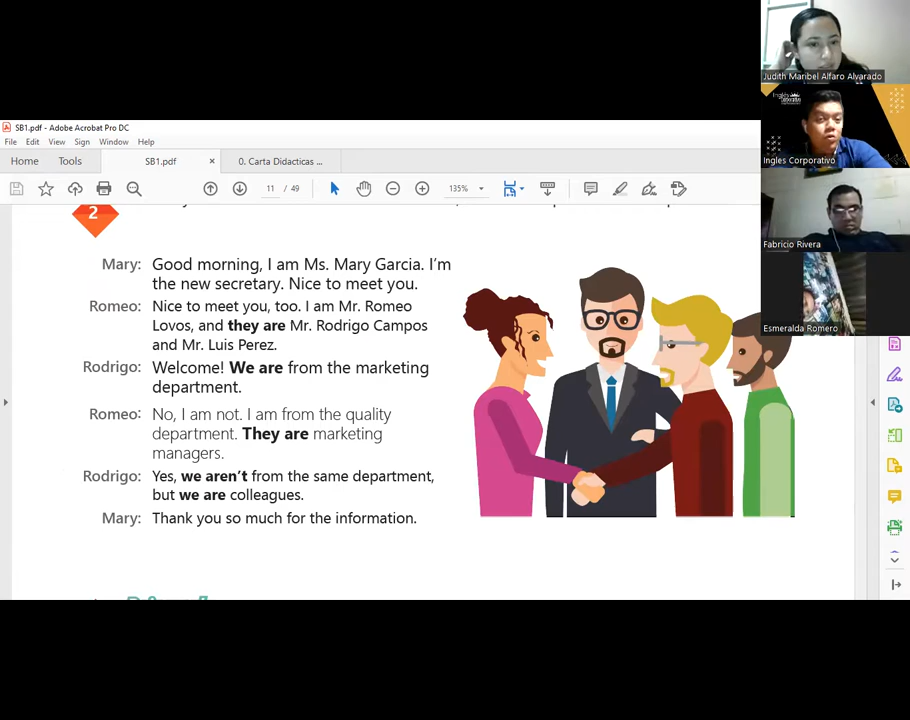 SB1.pdf - Adobe Acrobat Pro DC
File Edit View Sign Window Help
Home Tools SB1.pdf × 0. Carta Didacticas ...
11 / 49 135%
2
Mary: Good morning, I am Ms. Mary Garcia. I'm
the new secretary. Nice to meet you.
Romeo: Nice to meet you, too. I am Mr. Romeo
Lovos, and they are Mr. Rodrigo Campos
and Mr. Luis Perez.
Rodrigo: Welcome! We are from the marketing
department.
Romeo: No, I am not. I am from the quality
department. They are marketing
managers.
Rodrigo: Yes, we aren't from the same department,
but we are colleagues.
Mary: Thank you so much for the information.
Judith Maribel Alfaro Alvarado
Ingles Corporativo
Fabricio Rivera
Esmeralda Romero